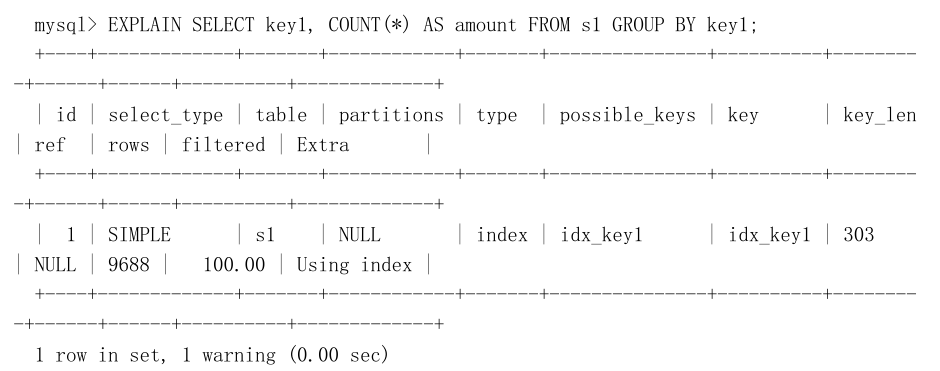 mysql> EXPLAIN SELECT key1, COUNT(*) AS amount FROM s1 GROUP BY key1;
+----+-------------+-------+------------+-------+---------------+----------+--------
-+------+------+----------+-------------+
| id | select_type | table | partitions | type | possible_keys | key | key_len
| ref | rows | filtered | Extra |
+----+-------------+-------+------------+-------+---------------+----------+--------
-+------+------+----------+-------------+
| 1 | SIMPLE | s1 | NULL | index | idx_key1 | idx_key1 | 303
| NULL | 9688 | 100.00 | Using index |
+----+-------------+-------+------------+-------+---------------+----------+--------
-+------+------+----------+-------------+
1 row in set, 1 warning (0.00 sec)